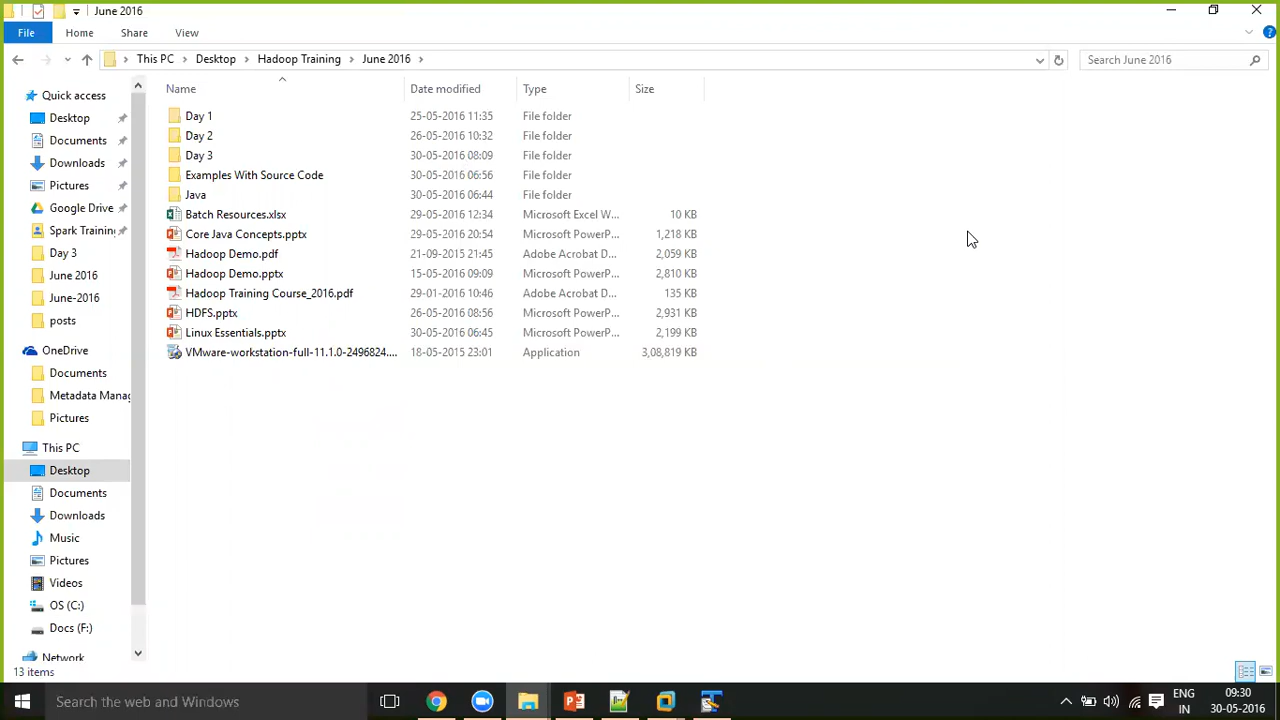 June 2016
File Home Share View
This PC Desktop Hadoop Training June 2016 Search June 2016
Name Date modified Type Size
Quick access
Desktop
Documents
Downloads
Pictures
Google Drive
Spark Training
Day 3
June 2016
June-2016
posts
OneDrive
Documents
Metadata Mana
Pictures
This PC
Desktop
Documents
Downloads
Music
Pictures
Videos
OS (C:)
Docs (F:)
Network
Day 1 25-05-2016 11:35 File folder
Day 2 26-05-2016 10:32 File folder
Day 3 30-05-2016 08:09 File folder
Examples With Source Code 30-05-2016 06:56 File folder
Java 30-05-2016 06:44 File folder
Batch Resources.xlsx 29-05-2016 12:34 Microsoft Excel W... 10 KB
Core Java Concepts.pptx 29-05-2016 20:54 Microsoft PowerP... 1,218 KB
Hadoop Demo.pdf 21-09-2015 21:45 Adobe Acrobat D... 2,059 KB
Hadoop Demo.pptx 15-05-2016 09:09 Microsoft PowerP... 2,810 KB
Hadoop Training Course_2016.pdf 29-01-2016 10:46 Adobe Acrobat D... 135 KB
HDFS.pptx 26-05-2016 08:56 Microsoft PowerP... 2,931 KB
Linux Essentials.pptx 30-05-2016 06:45 Microsoft PowerP... 2,199 KB
VMware-workstation-full-11.1.0-2496824.... 18-05-2015 23:01 Application 3,08,819 KB
13 items
Search the web and Windows
ENG
IN
09:30
30-05-2016